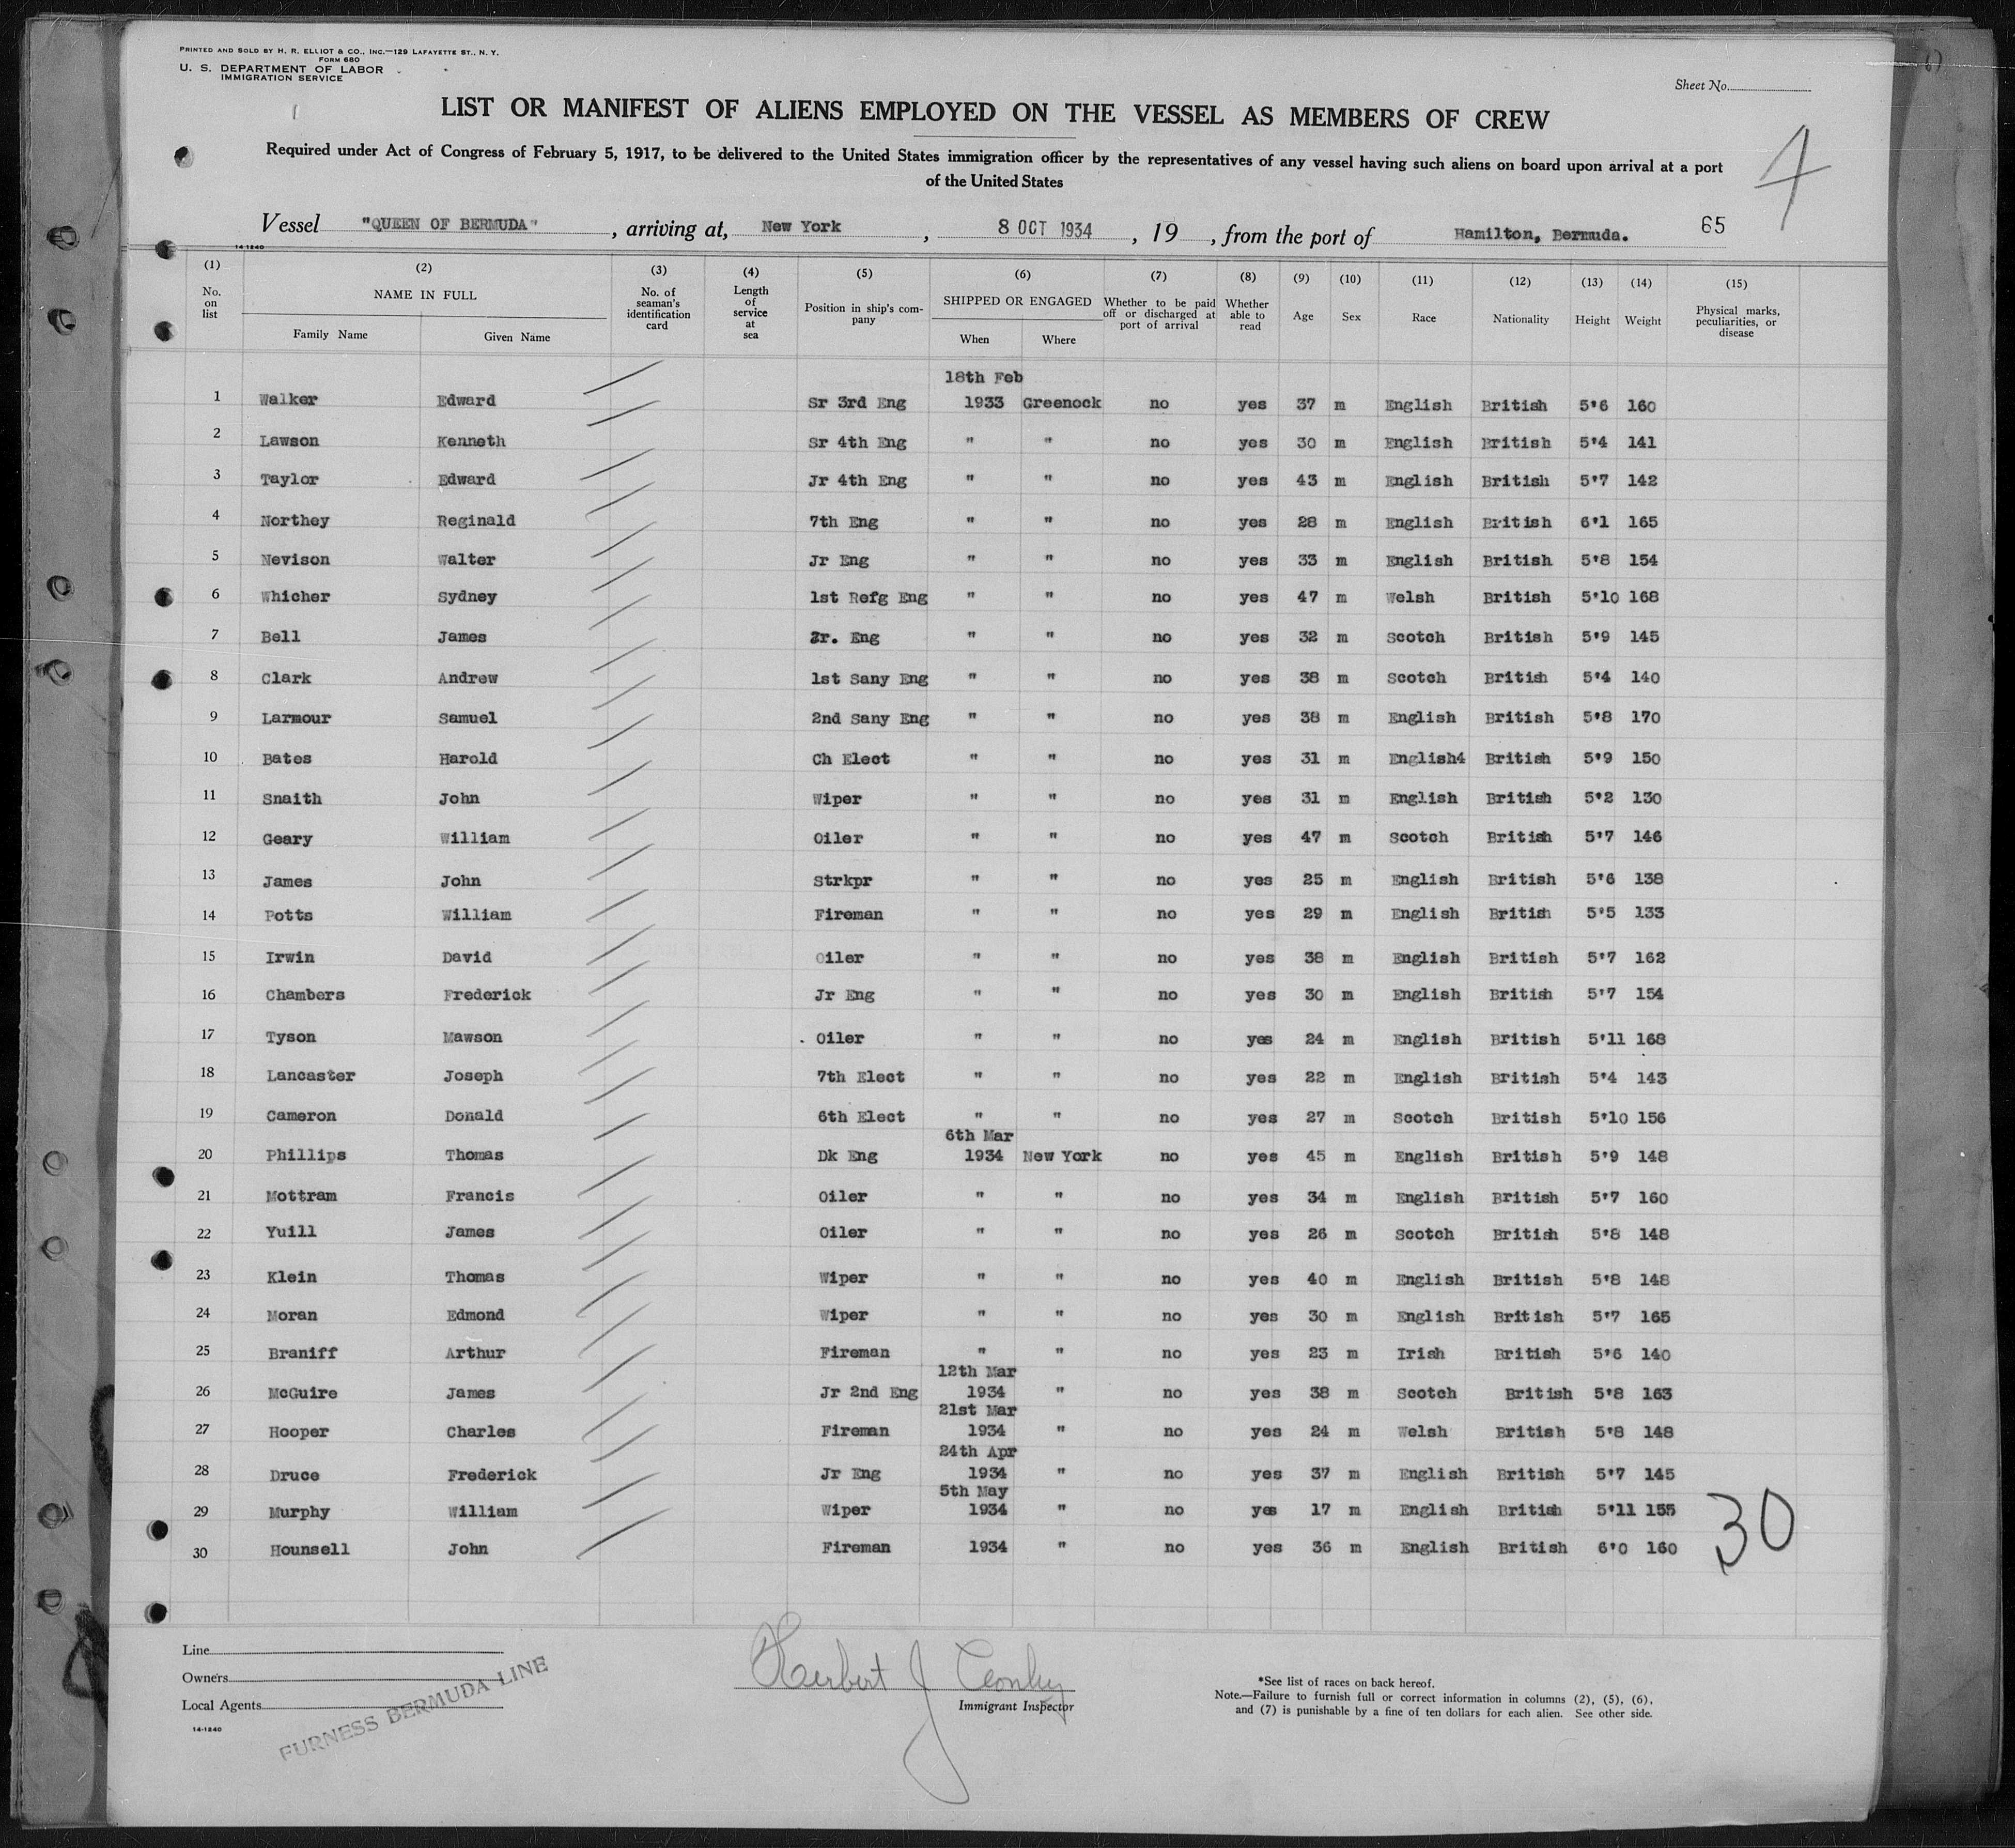 PRINTED AND SOLD BY H. R. ELLIOT & CO., INC.—129 LAFAYETTE ST., N. Y.
FORM 680
U. S. DEPARTMENT OF LABOR
IMMIGRATION SERVICE
Sheet No.
LIST OR MANIFEST OF ALIENS EMPLOYED ON THE VESSEL AS MEMBERS OF CREW
Required under Act of Congress of February 5, 1917, to be delivered to the United States immigration officer by the representatives of any vessel having such aliens on board upon arrival at a port
of the United States
4
Vessel "QUEEN OF BERMUDA", arriving at, New York, 8 OCT 1934, 19, from the port of Hamilton, Bermuda. 65
14-1240
(1) (2) (3) (4) (5) (6) (7) (8) (9) (10) (11) (12) (13) (14) (15)
No. on list NAME IN FULL Family Name Given Name No. of seaman's identification card Length of service at sea Position in ship's company SHIPPED OR ENGAGED When Where Whether to be paid off or discharged at port of arrival Whether able to read Age Sex Race Nationality Height Weight Physical marks, peculiarities, or disease
18th Feb
1 Walker Edward Sr 3rd Eng 1933 Greenock no yes 37 m English British 5'6 160
2 Lawson Kenneth Sr 4th Eng " " no yes 30 m English British 5'4 141
3 Taylor Edward Jr 4th Eng " " no yes 43 m English British 5'7 142
4 Northey Reginald 7th Eng " " no yes 28 m English British 6'1 165
5 Nevison Walter Jr Eng " " no yes 33 m English British 5'8 154
6 Whicher Sydney 1st Refg Eng " " no yes 47 m Welsh British 5'10 168
7 Bell James Jr. Eng " " no yes 32 m Scotch British 5'9 145
8 Clark Andrew 1st Sany Eng " " no yes 38 m Scotch British 5'4 140
9 Larmour Samuel 2nd Sany Eng " " no yes 38 m English British 5'8 170
10 Bates Harold Ch Elect " " no yes 31 m English4 British 5'9 150
11 Snaith John Wiper " " no yes 31 m English British 5'2 130
12 Geary William Oiler " " no yes 47 m Scotch British 5'7 146
13 James John Strkpr " " no yes 25 m English British 5'6 138
14 Potts William Fireman " " no yes 29 m English British 5'5 133
15 Irwin David Oiler " " no yes 38 m English British 5'7 162
16 Chambers Frederick Jr Eng " " no yes 30 m English British 5'7 154
17 Tyson Mawson Oiler " " no yes 24 m English British 5'11 168
18 Lancaster Joseph 7th Elect " " no yes 22 m English British 5'4 143
19 Cameron Donald 6th Elect " " no yes 27 m Scotch British 5'10 156
6th Mar
20 Phillips Thomas Dk Eng 1934 New York no yes 45 m English British 5'9 148
21 Mottram Francis Oiler " " no yes 34 m English British 5'7 160
22 Yuill James Oiler " " no yes 26 m Scotch British 5'8 148
23 Klein Thomas Wiper " " no yes 40 m English British 5'8 148
24 Moran Edmond Wiper " " no yes 30 m English British 5'7 165
25 Braniff Arthur Fireman " " no yes 23 m Irish British 5'6 140
12th Mar
26 McGuire James Jr 2nd Eng 1934 " no yes 38 m Scotch British 5'8 163
21st Mar
27 Hooper Charles Fireman 1934 " no yes 24 m Welsh British 5'8 148
24th Apr
28 Druce Frederick Jr Eng 1934 " no yes 37 m English British 5'7 145
5th May
29 Murphy William Wiper 1934 " no yes 17 m English British 5'11 155
30 Hounsell John Fireman 1934 " no yes 36 m English British 6'0 160
30
Line
Owners
Local Agents
14-1240
FURNESS BERMUDA LINE
Herbert J
Immigrant Inspector
*See list of races on back hereof.
Note.—Failure to furnish full or correct information in columns (2), (5), (6),
and (7) is punishable by a fine of ten dollars for each alien. See other side.